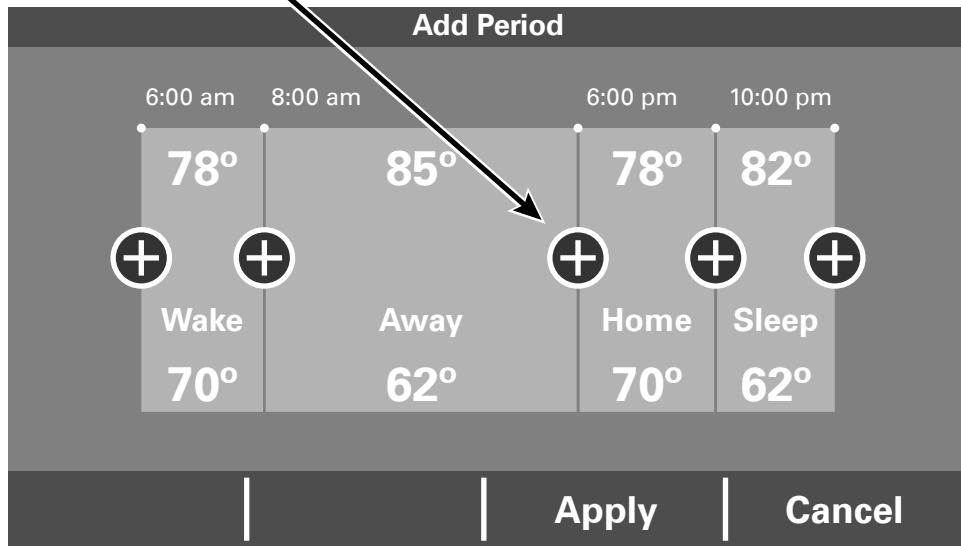 Add Period
6:00 am 8:00 am 6:00 pm 10:00 pm
78º 85º 78º 82º
Wake Away Home Sleep
70º 62º 70º 62º
Apply Cancel